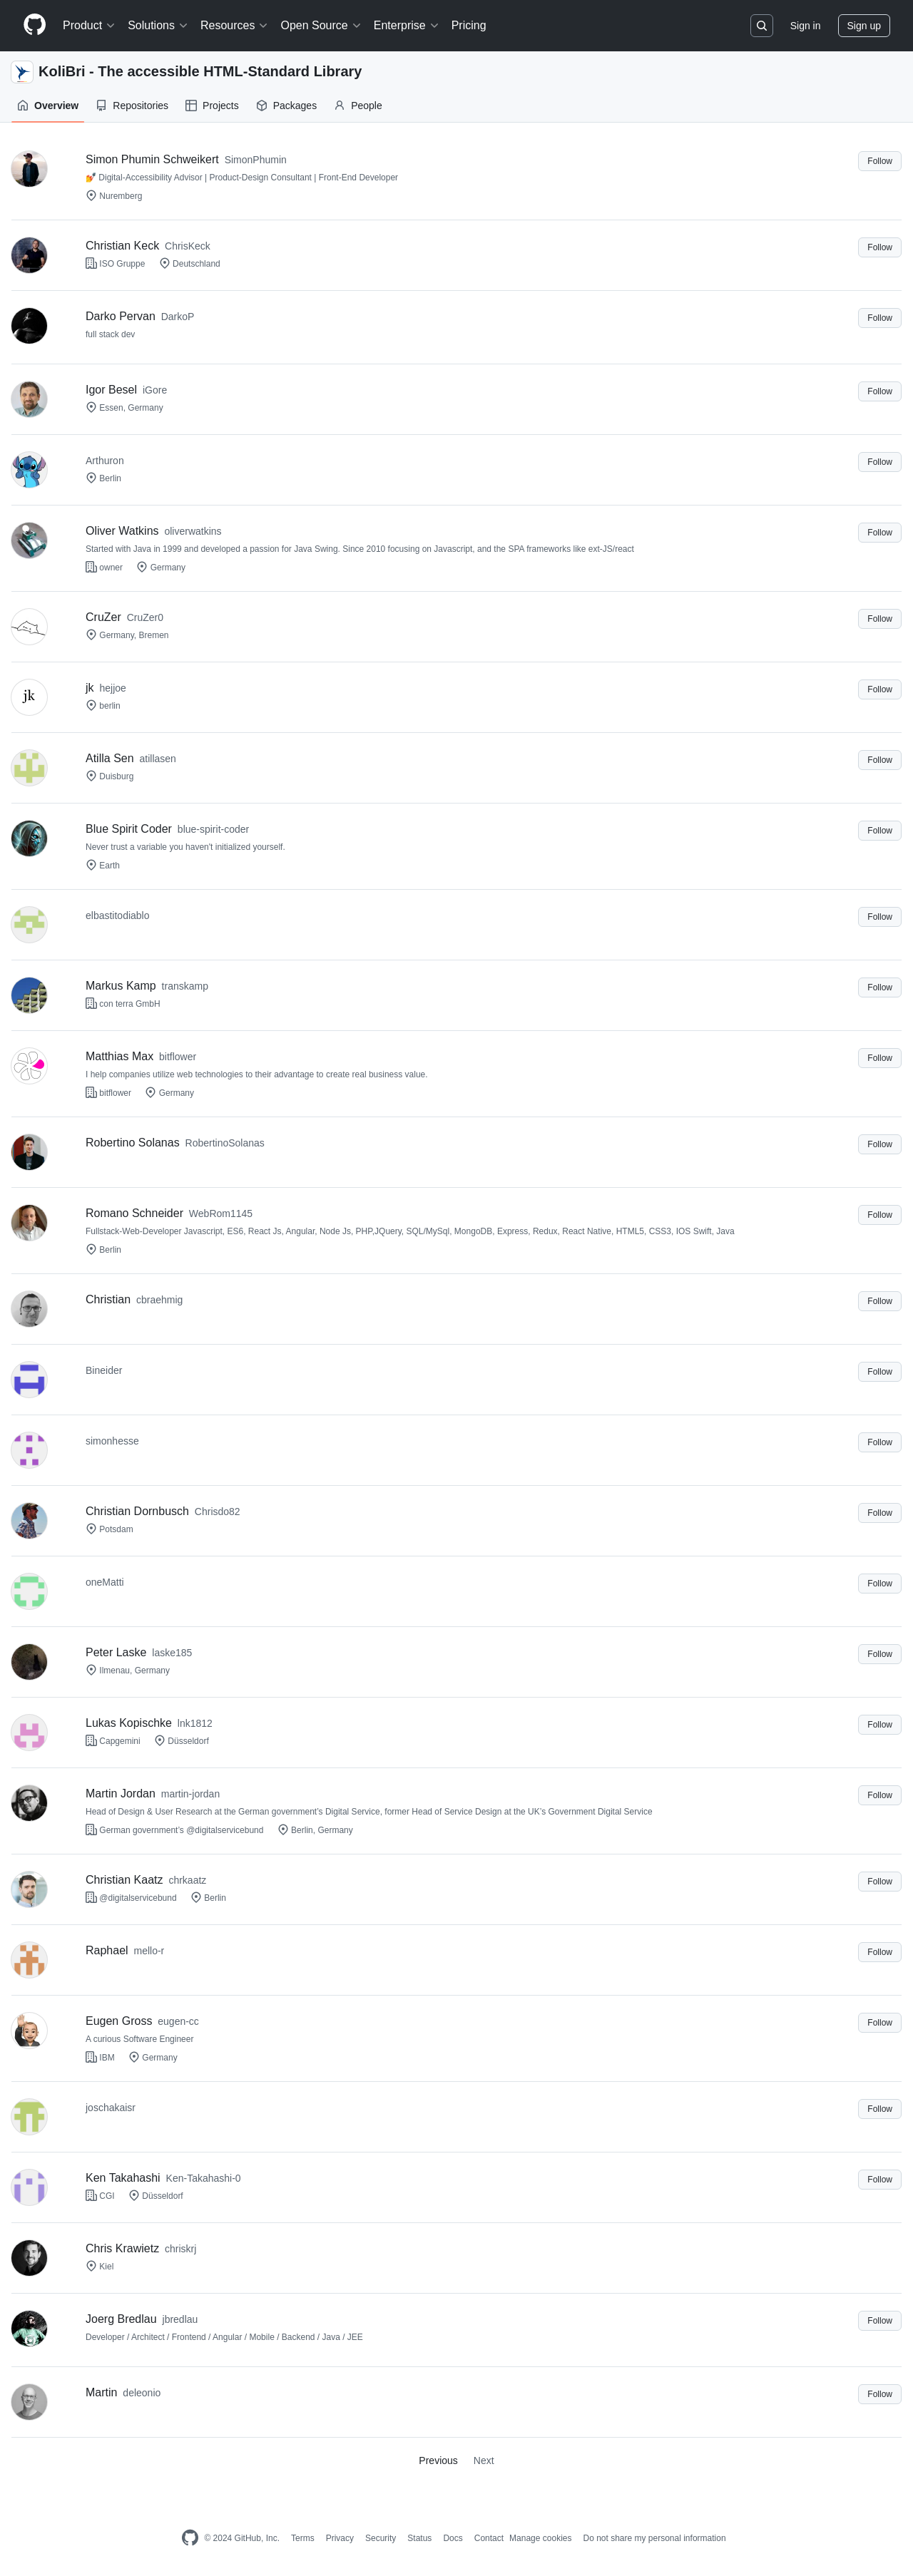 Product Solutions Resources Open Source Enterprise Pricing Sign in Sign up
KoliBri - The accessible HTML-Standard Library
Overview Repositories Projects Packages People
Simon Phumin Schweikert SimonPhumin Follow
💅 Digital-Accessibility Advisor | Product-Design Consultant | Front-End Developer
Nuremberg
Christian Keck ChrisKeck Follow
ISO Gruppe Deutschland
Darko Pervan DarkoP Follow
full stack dev
Igor Besel iGore Follow
Essen, Germany
Arthuron Follow
Berlin
Oliver Watkins oliverwatkins Follow
Started with Java in 1999 and developed a passion for Java Swing. Since 2010 focusing on Javascript, and the SPA frameworks like ext-JS/react
owner Germany
CruZer CruZer0 Follow
Germany, Bremen
jk
jk hejjoe Follow
berlin
Atilla Sen atillasen Follow
Duisburg
Blue Spirit Coder blue-spirit-coder Follow
Never trust a variable you haven't initialized yourself.
Earth
elbastitodiablo Follow
Markus Kamp transkamp Follow
con terra GmbH
Matthias Max bitflower Follow
I help companies utilize web technologies to their advantage to create real business value.
bitflower Germany
Robertino Solanas RobertinoSolanas Follow
Romano Schneider WebRom1145 Follow
Fullstack-Web-Developer Javascript, ES6, React Js, Angular, Node Js, PHP,JQuery, SQL/MySql, MongoDB, Express, Redux, React Native, HTML5, CSS3, IOS Swift, Java
Berlin
Christian cbraehmig Follow
Bineider Follow
simonhesse Follow
Christian Dornbusch Chrisdo82 Follow
Potsdam
oneMatti Follow
Peter Laske laske185 Follow
Ilmenau, Germany
Lukas Kopischke lnk1812 Follow
Capgemini Düsseldorf
Martin Jordan martin-jordan Follow
Head of Design & User Research at the German government’s Digital Service, former Head of Service Design at the UK’s Government Digital Service
German government’s @digitalservicebund Berlin, Germany
Christian Kaatz chrkaatz Follow
@digitalservicebund Berlin
Raphael mello-r Follow
Eugen Gross eugen-cc Follow
A curious Software Engineer
IBM Germany
joschakaisr Follow
Ken Takahashi Ken-Takahashi-0 Follow
CGI Düsseldorf
Chris Krawietz chriskrj
Kiel
Joerg Bredlau jbredlau Follow
Developer / Architect / Frontend / Angular / Mobile / Backend / Java / JEE
Martin deleonio Follow
Previous Next
© 2024 GitHub, Inc. Terms Privacy Security Status Docs Contact Manage cookies Do not share my personal information